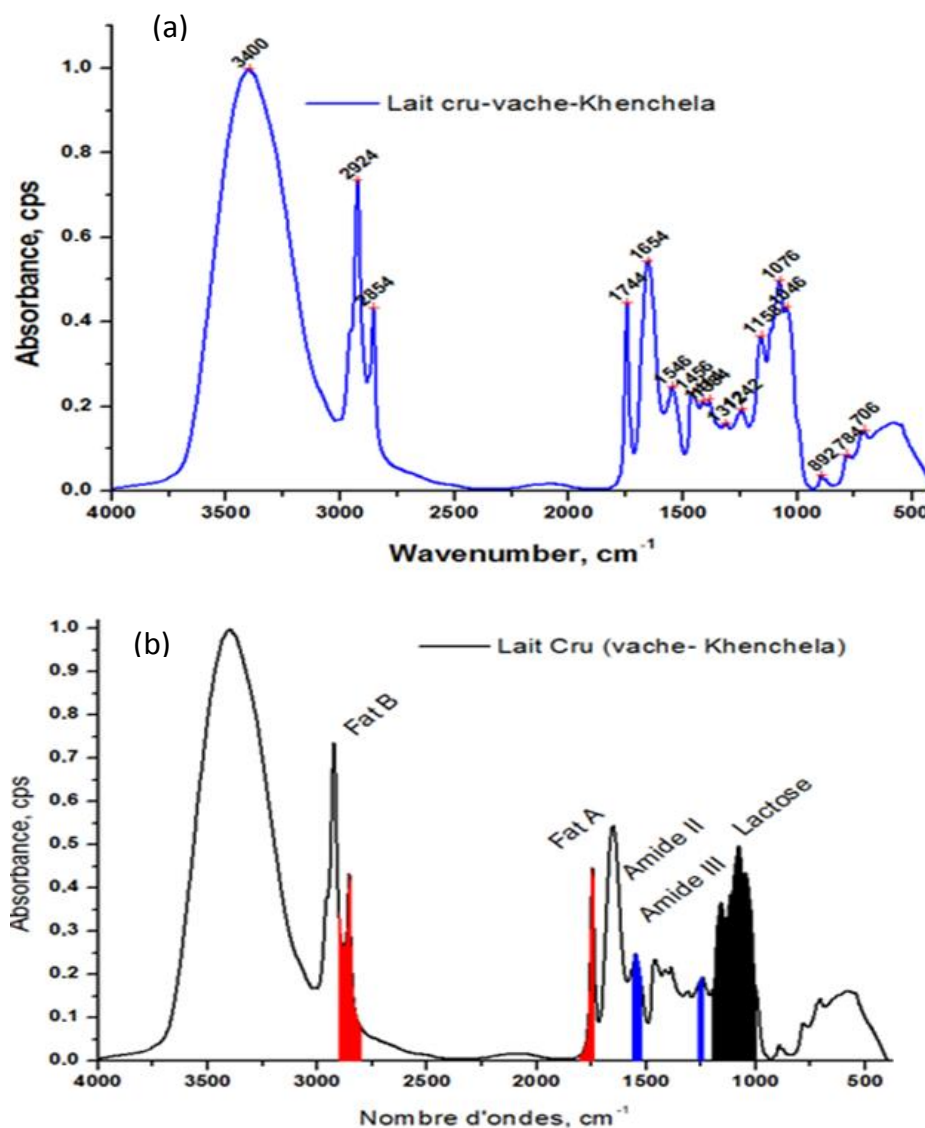 (a)
3400
Lait cru-vache-Khenchela
2924
2854
1744
1654
1546
1456
1312
1242
1158
1076
1046
892
784
706
Absorbance, cps
1.0
0.8
0.6
0.4
0.2
0.0
4000 3500 3000 2500 2000 1500 1000 500
Wavenumber, cm⁻¹
(b)
Lait Cru (vache- Khenchela)
Fat B
Fat A
Amide II
Amide III
Lactose
Absorbance, cps
1.0
0.9
0.8
0.7
0.6
0.5
0.4
0.3
0.2
0.1
0.0
4000 3500 3000 2500 2000 1500 1000 500
Nombre d'ondes, cm⁻¹